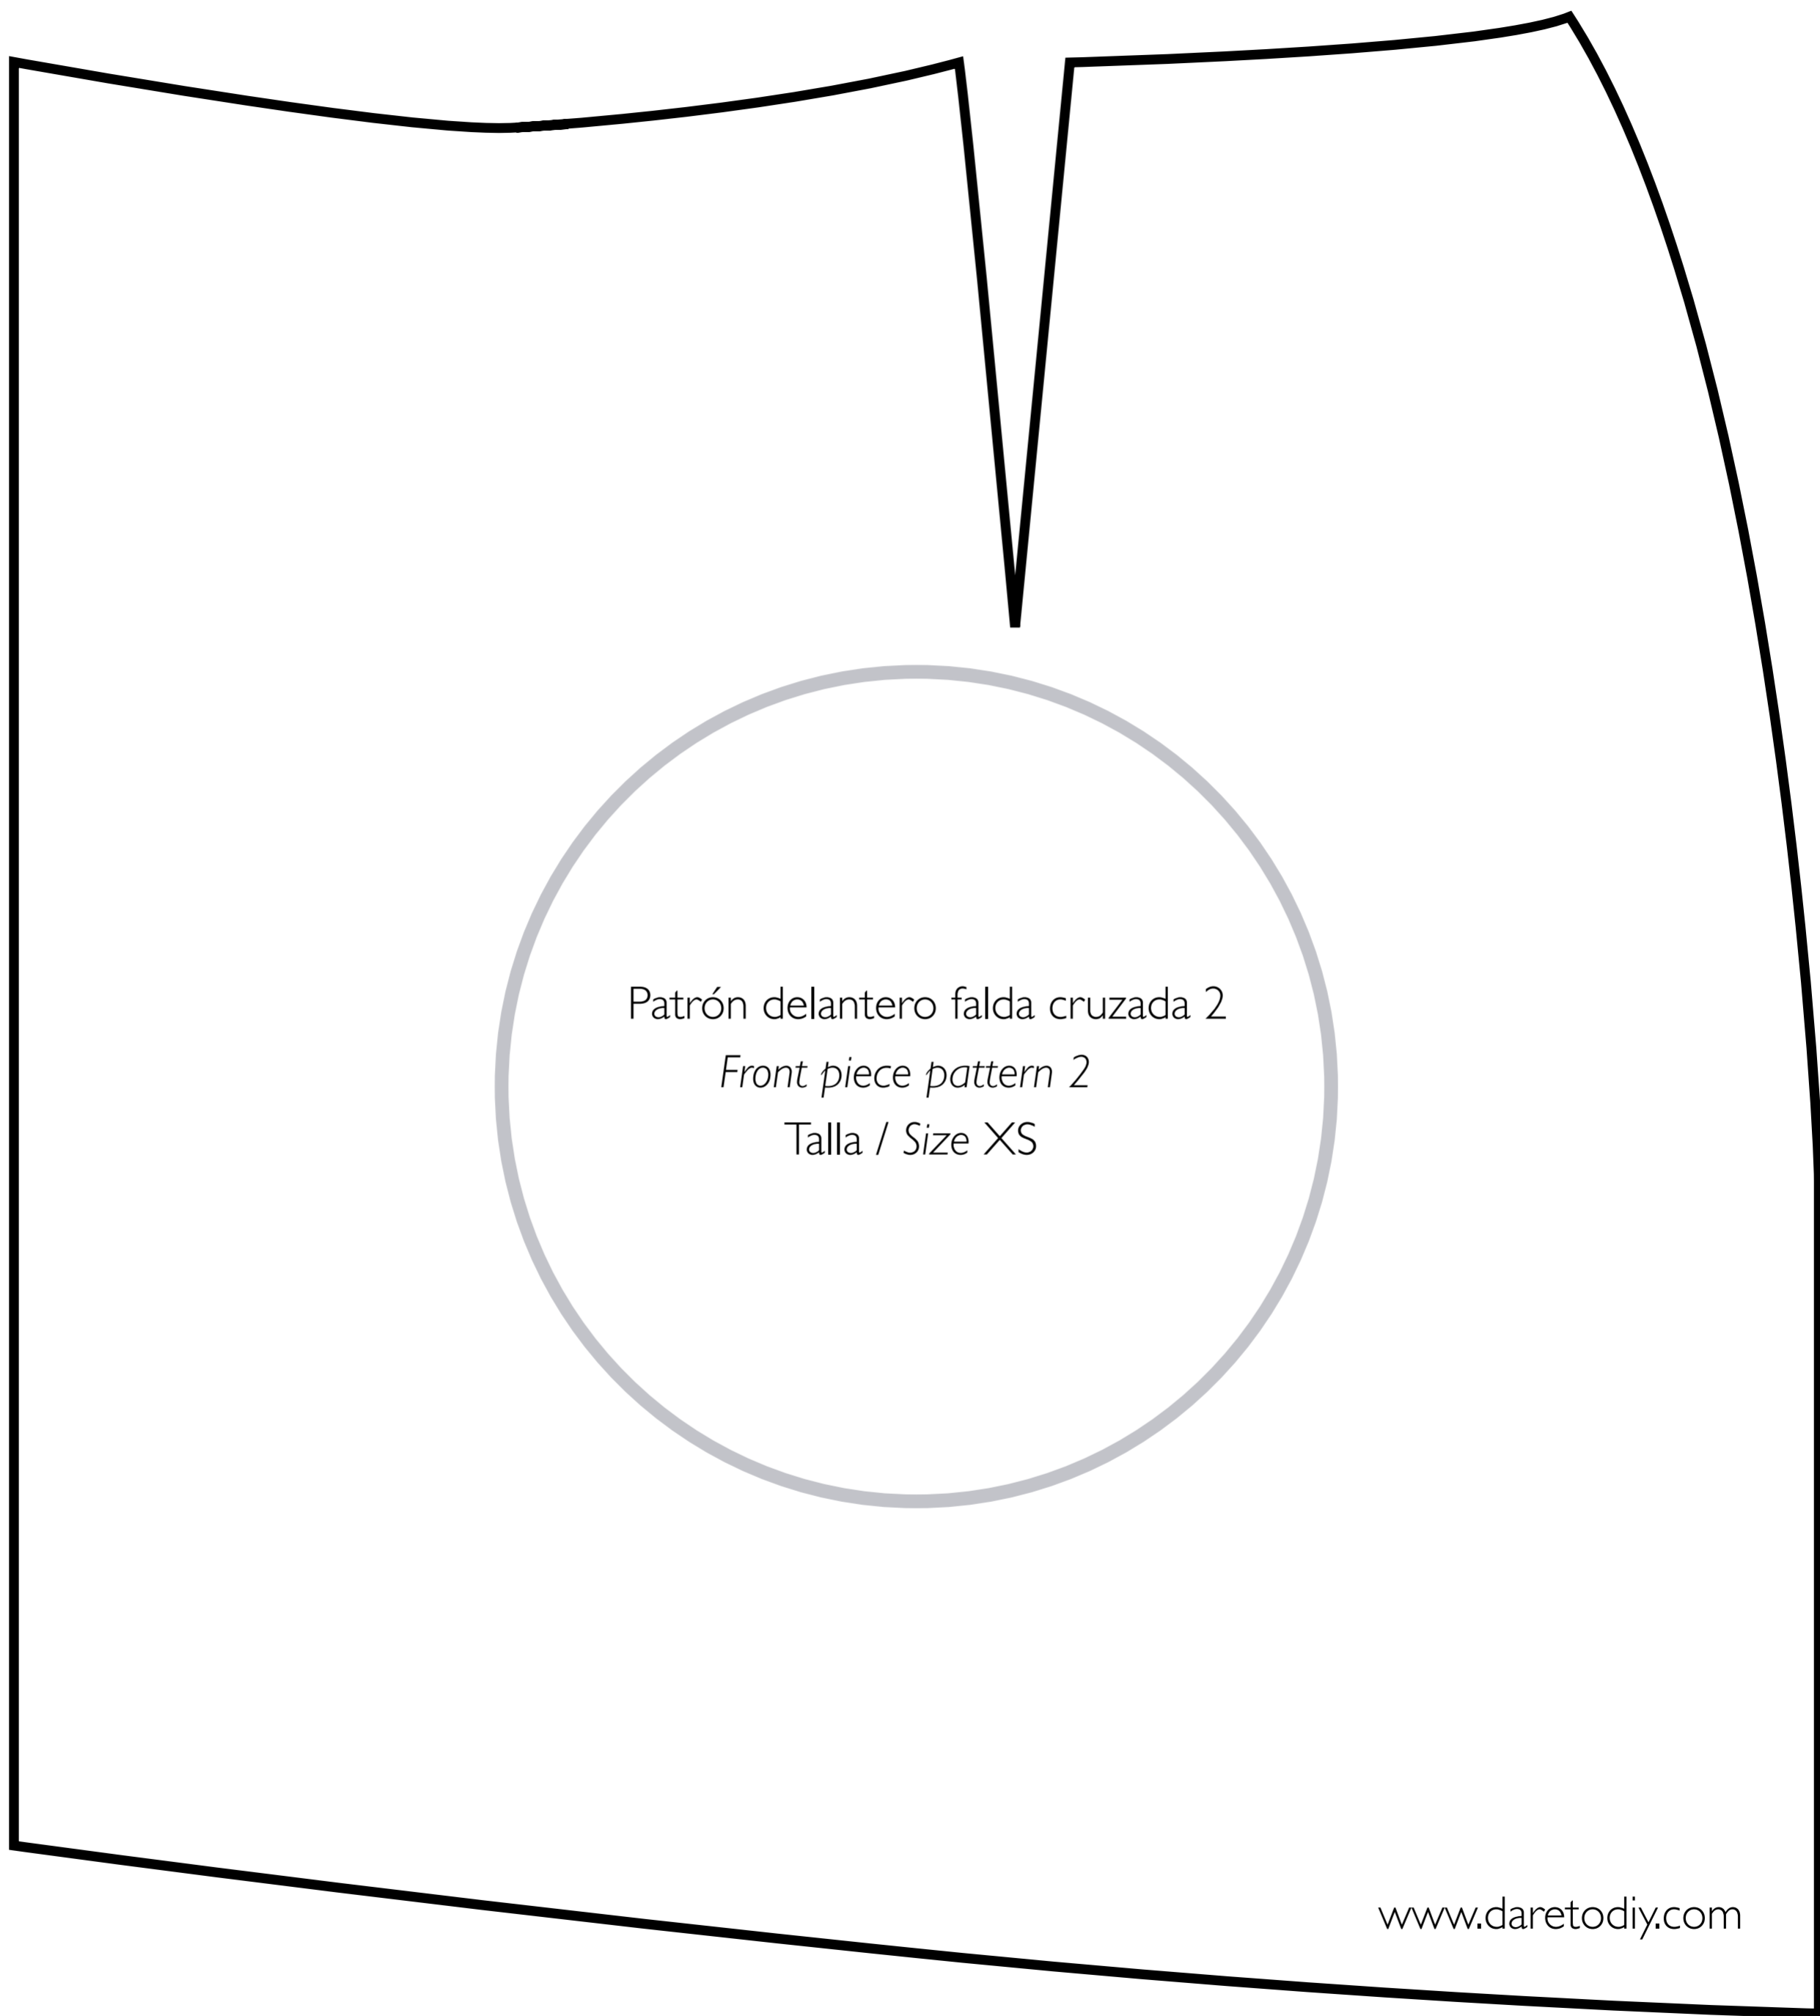 Patrón delantero falda cruzada 2
Front piece pattern 2
Talla / Size XS
www.daretodiy.com